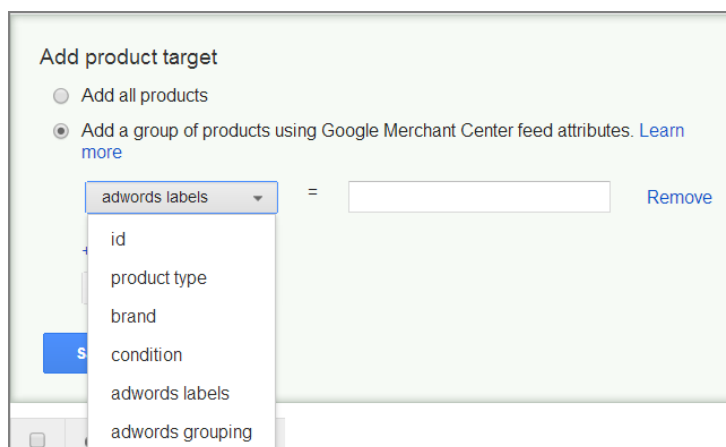 Add product target
Add all products
Add a group of products using Google Merchant Center feed attributes. Learn
more
adwords labels = Remove
id
product type
brand
condition
adwords labels
adwords grouping